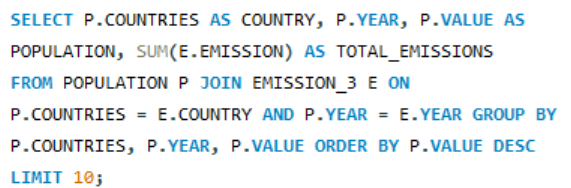 SELECT P.COUNTRIES AS COUNTRY, P.YEAR, P.VALUE AS
POPULATION, SUM(E.EMISSION) AS TOTAL_EMISSIONS
FROM POPULATION P JOIN EMISSION_3 E ON
P.COUNTRIES = E.COUNTRY AND P.YEAR = E.YEAR GROUP BY
P.COUNTRIES, P.YEAR, P.VALUE ORDER BY P.VALUE DESC
LIMIT 10;